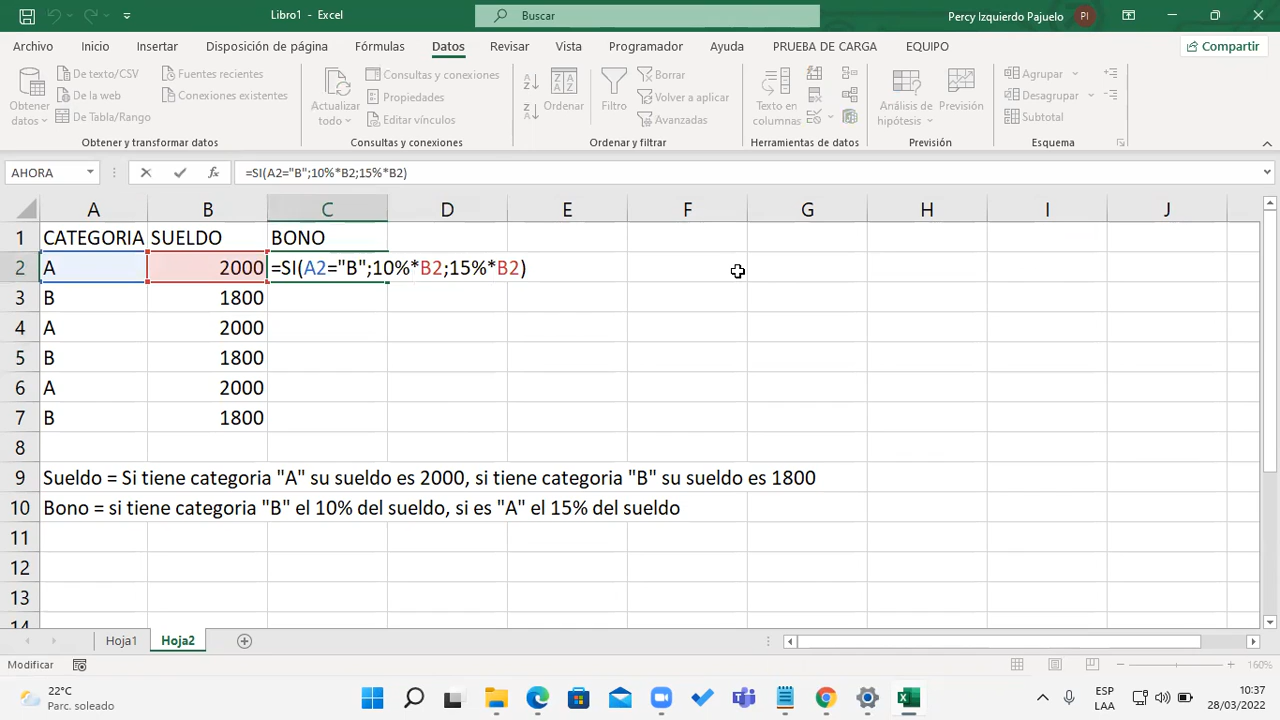 Libro1 - Excel
Buscar
Percy Izquierdo Pajuelo
PI
Archivo Inicio Insertar Disposición de página Fórmulas Datos Revisar Vista Programador Ayuda PRUEBA DE CARGA EQUIPO Compartir
Obtener datos
De texto/CSV
De la web
De Tabla/Rango
Fuentes recientes
Conexiones existentes
Obtener y transformar datos
Actualizar todo
Consultas y conexiones
Propiedades
Editar vínculos
Consultas y conexiones
Ordenar
Filtro
Borrar
Volver a aplicar
Avanzadas
Ordenar y filtrar
Texto en columnas
Herramientas de datos
Análisis de hipótesis
Previsión
Previsión
Agrupar
Desagrupar
Subtotal
Esquema
AHORA
fx
=SI(A2="B";10%*B2;15%*B2)
A B C D E F G H I J
1 CATEGORIA SUELDO BONO
2 A 2000 =SI(A2="B";10%*B2;15%*B2)
3 B 1800
4 A 2000
5 B 1800
6 A 2000
7 B 1800
8
9 Sueldo = Si tiene categoria "A" su sueldo es 2000, si tiene categoria "B" su sueldo es 1800
10 Bono = si tiene categoria "B" el 10% del sueldo, si es "A" el 15% del sueldo
11
12
13
14
Hoja1 Hoja2
Modificar
160%
22°C
Parc. soleado
ESP
LAA
10:37
28/03/2022